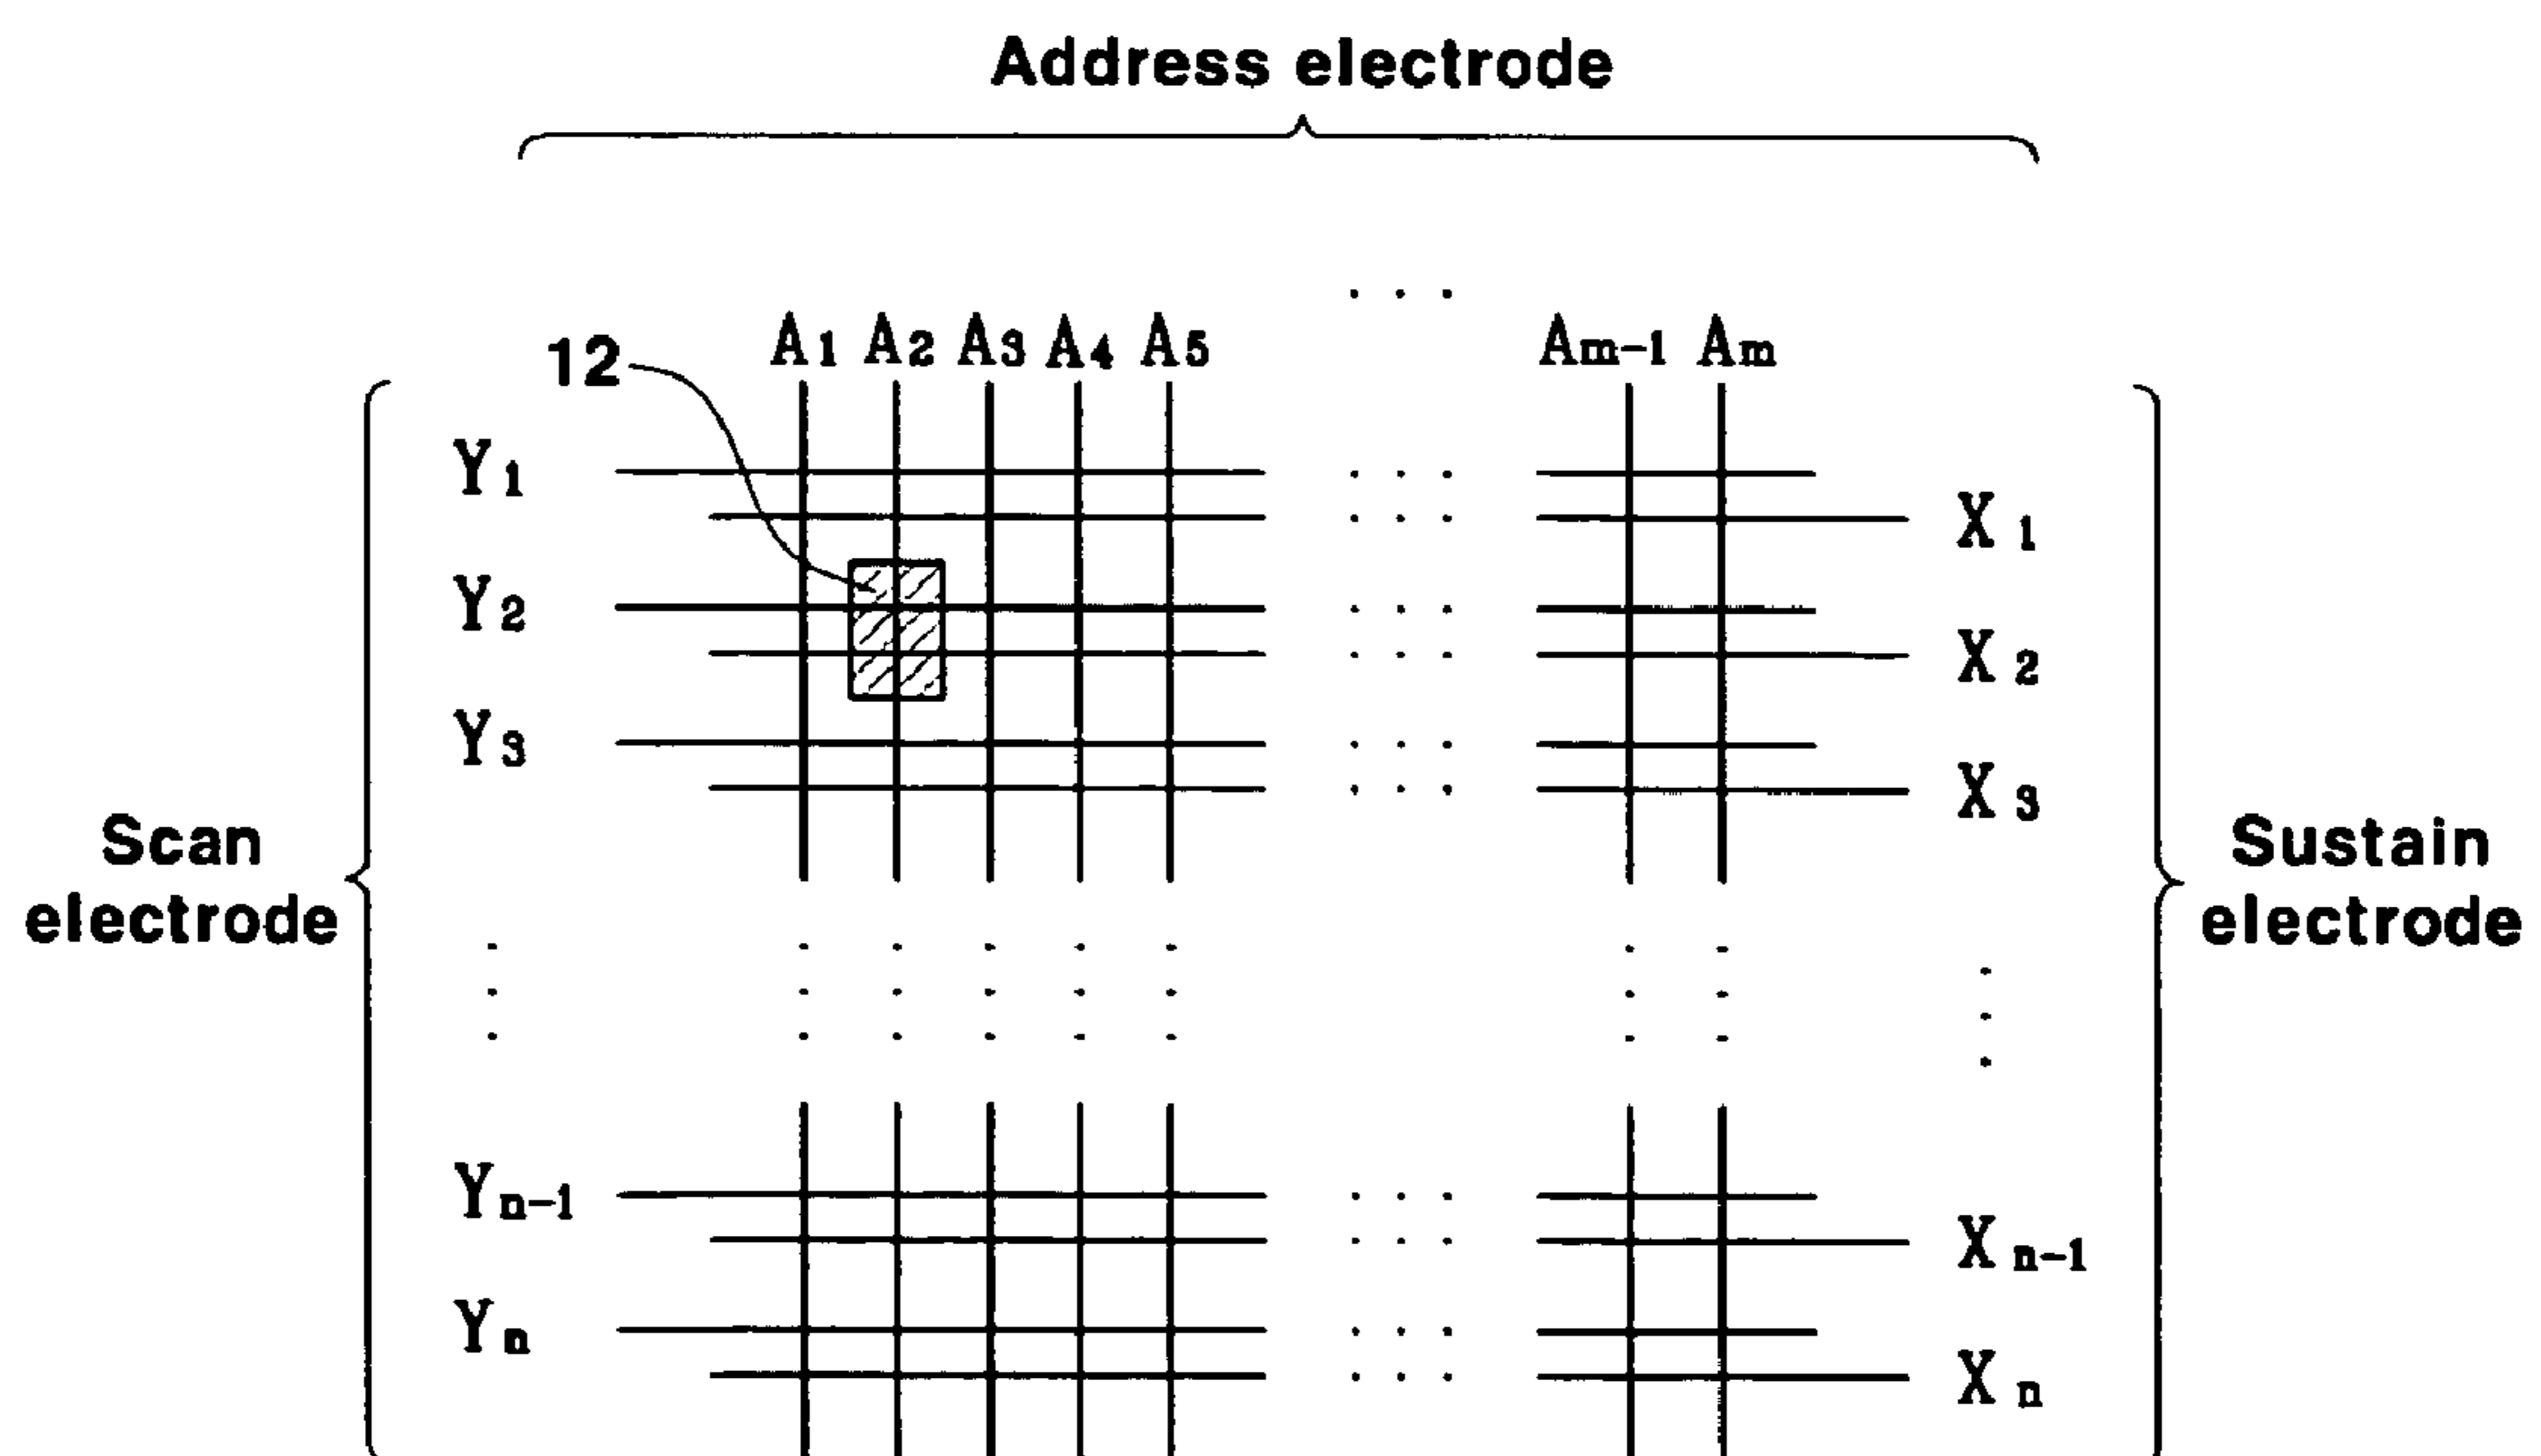 Address electrode
. . .
A1 A2 A3 A4 A5 Am-1 Am
12
Y1
X1
Y2
X2
Y3
X3
Scan
electrode
Sustain
electrode
Yn-1
Xn-1
Yn
Xn